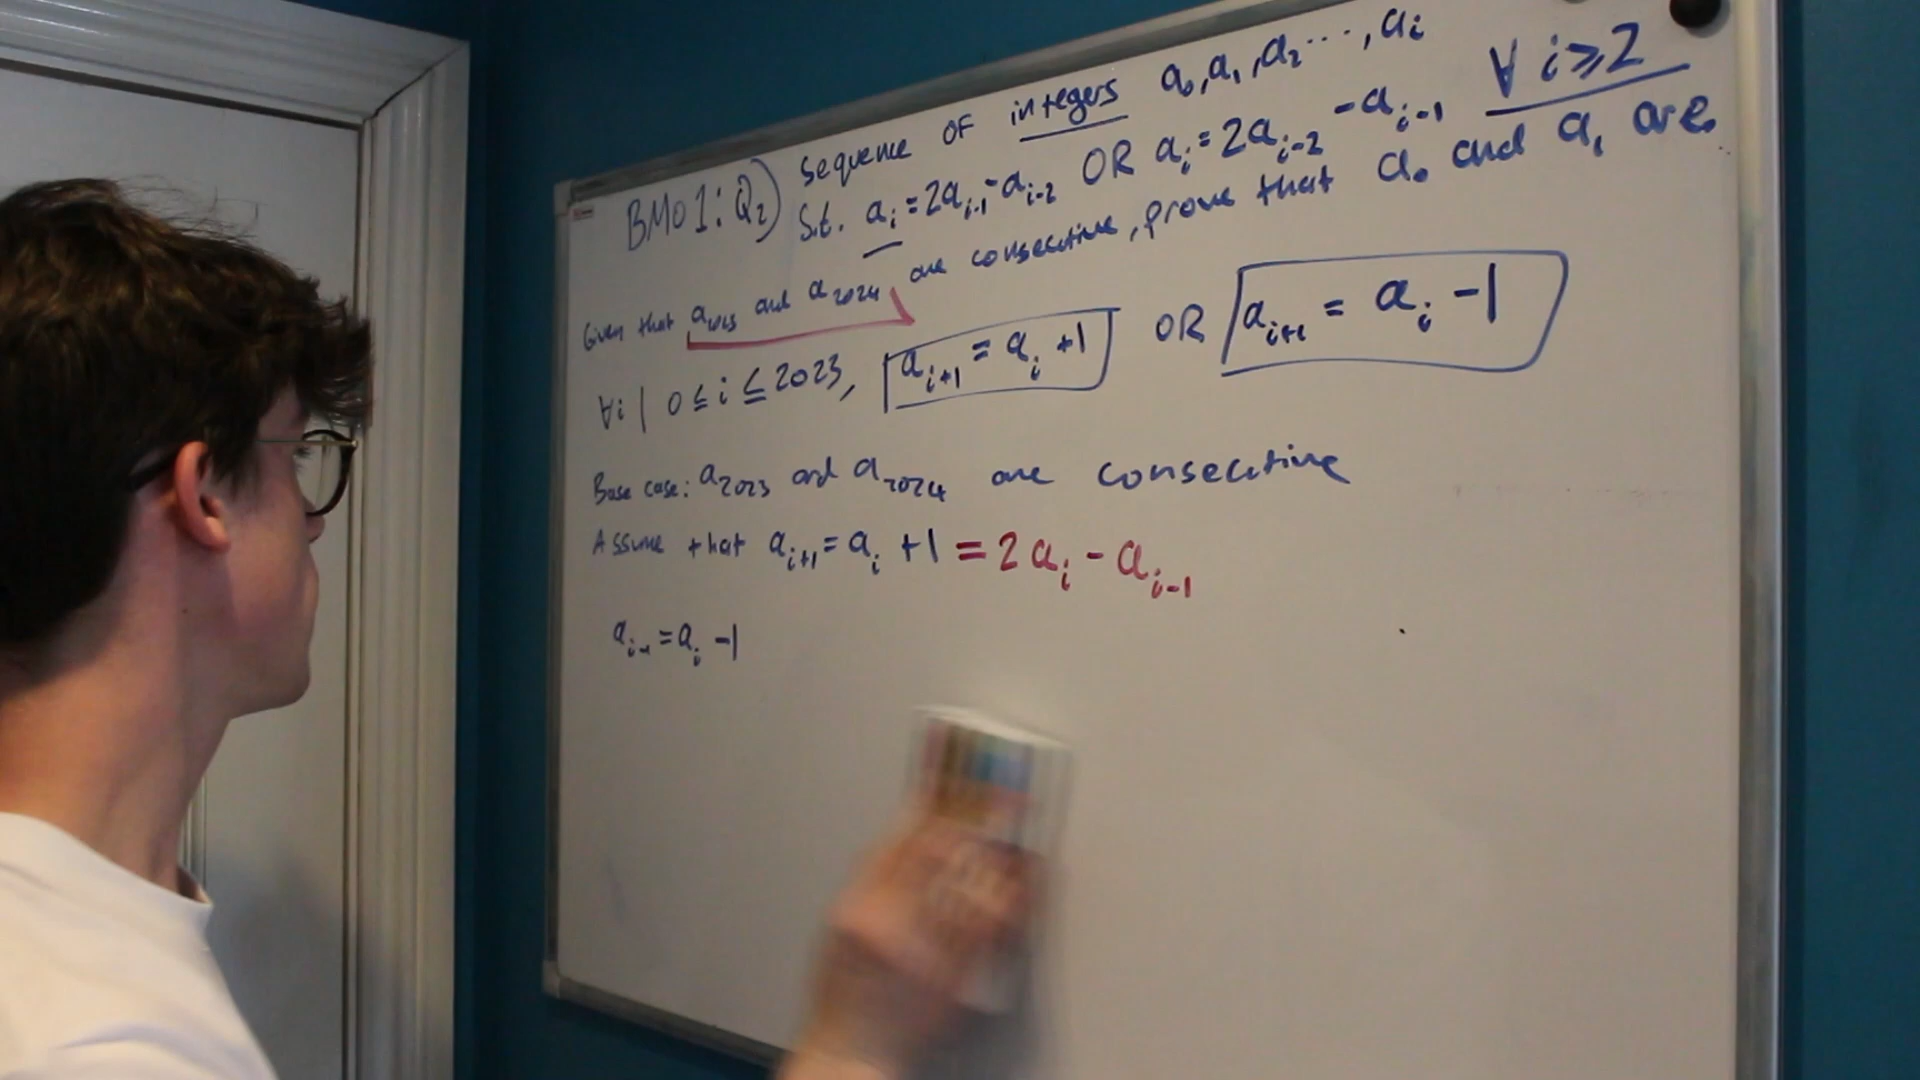 BMO1: Q2) Sequence OF integers a₀, a₁, a₂ ..., aᵢ
S.t. aᵢ = 2aᵢ₋₁ - aᵢ₋₂ OR aᵢ = 2aᵢ₋₂ - aᵢ₋₁ ∀ i ≥ 2
Given that a₂₀₂₃ and a₂₀₂₄ are consecutive, prove that a₀ and a₁ are.
∀i | 0 ≤ i ≤ 2023, aᵢ₊₁ = aᵢ + 1 OR aᵢ₊₁ = aᵢ - 1
Base case: a₂₀₂₃ and a₂₀₂₄ are consecutive
Assume that aᵢ₊₁ = aᵢ + 1 = 2aᵢ - aᵢ₋₁
aᵢ₋₁ = aᵢ - 1